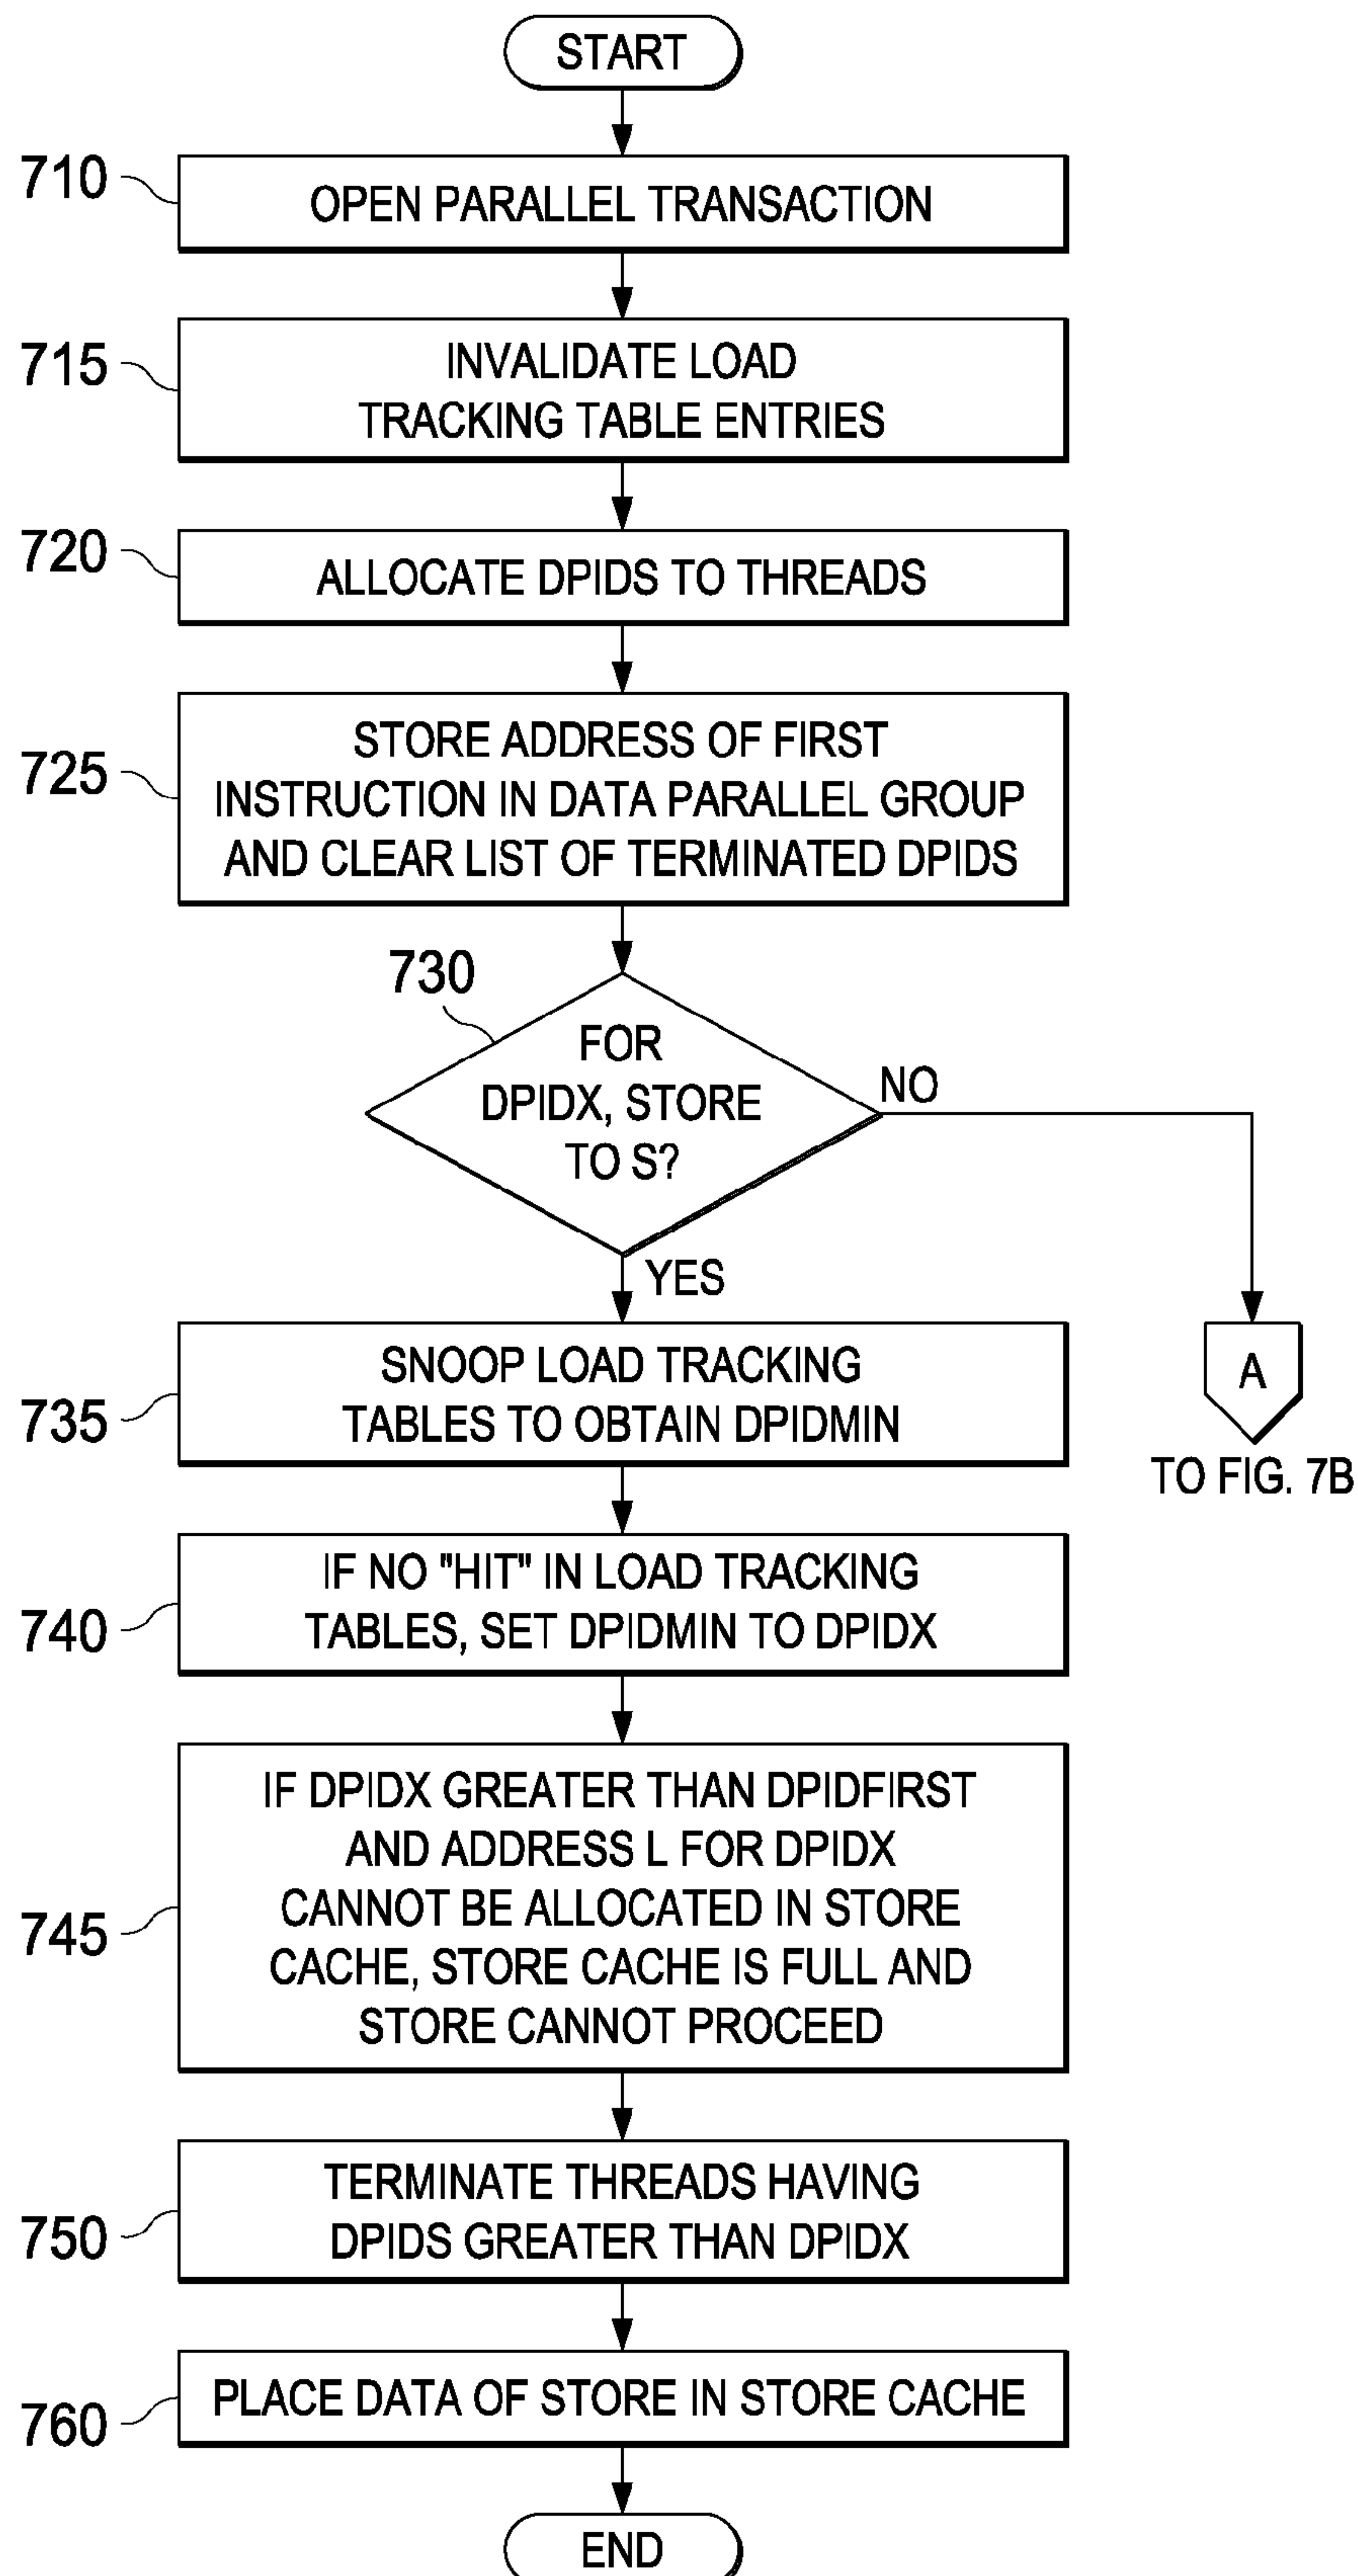 START
710
OPEN PARALLEL TRANSACTION
715
INVALIDATE LOAD
TRACKING TABLE ENTRIES
720
ALLOCATE DPIDS TO THREADS
725
STORE ADDRESS OF FIRST
INSTRUCTION IN DATA PARALLEL GROUP
AND CLEAR LIST OF TERMINATED DPIDS
730
FOR
DPIDX, STORE
TO S?
NO
YES
A
TO FIG. 7B
735
SNOOP LOAD TRACKING
TABLES TO OBTAIN DPIDMIN
740
IF NO "HIT" IN LOAD TRACKING
TABLES, SET DPIDMIN TO DPIDX
745
IF DPIDX GREATER THAN DPIDFIRST
AND ADDRESS L FOR DPIDX
CANNOT BE ALLOCATED IN STORE
CACHE, STORE CACHE IS FULL AND
STORE CANNOT PROCEED
750
TERMINATE THREADS HAVING
DPIDS GREATER THAN DPIDX
760
PLACE DATA OF STORE IN STORE CACHE
END